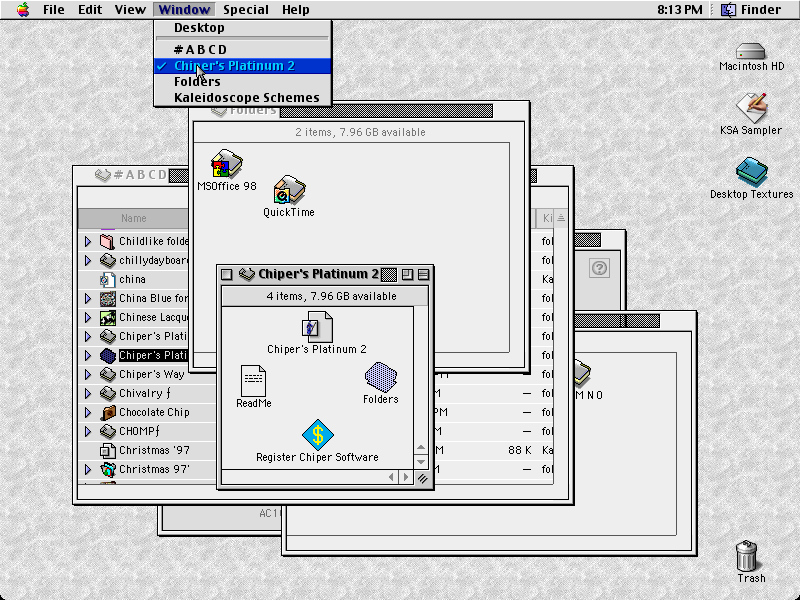 File Edit View Window Special Help 8:13 PM Finder
Desktop
#ABCD
Chiper's Platinum 2
Folders
Kaleidoscope Schemes
Macintosh HD
KSA Sampler
Desktop Textures
Trash
Folders
2 items, 7.96 GB available
MSOffice 98
QuickTime
#ABCD
Name
Ki
Childlike folde
fol
chillydayboard
fol
china
Ka
China Blue for
fol
Chinese Lacqu
fol
Chiper's Plati
fol
Chiper's Plati
fol
Chiper's Way
M — fol
Chivalry ƒ
M — fol
Chocolate Chip
PM — fol
CHOMPƒ
M — fol
Christmas '97
M 88 K Ka
Christmas 97'
M — fol
Chiper's Platinum 2
4 items, 7.96 GB available
Chiper's Platinum 2
ReadMe
Folders
Register Chiper Software
M N O